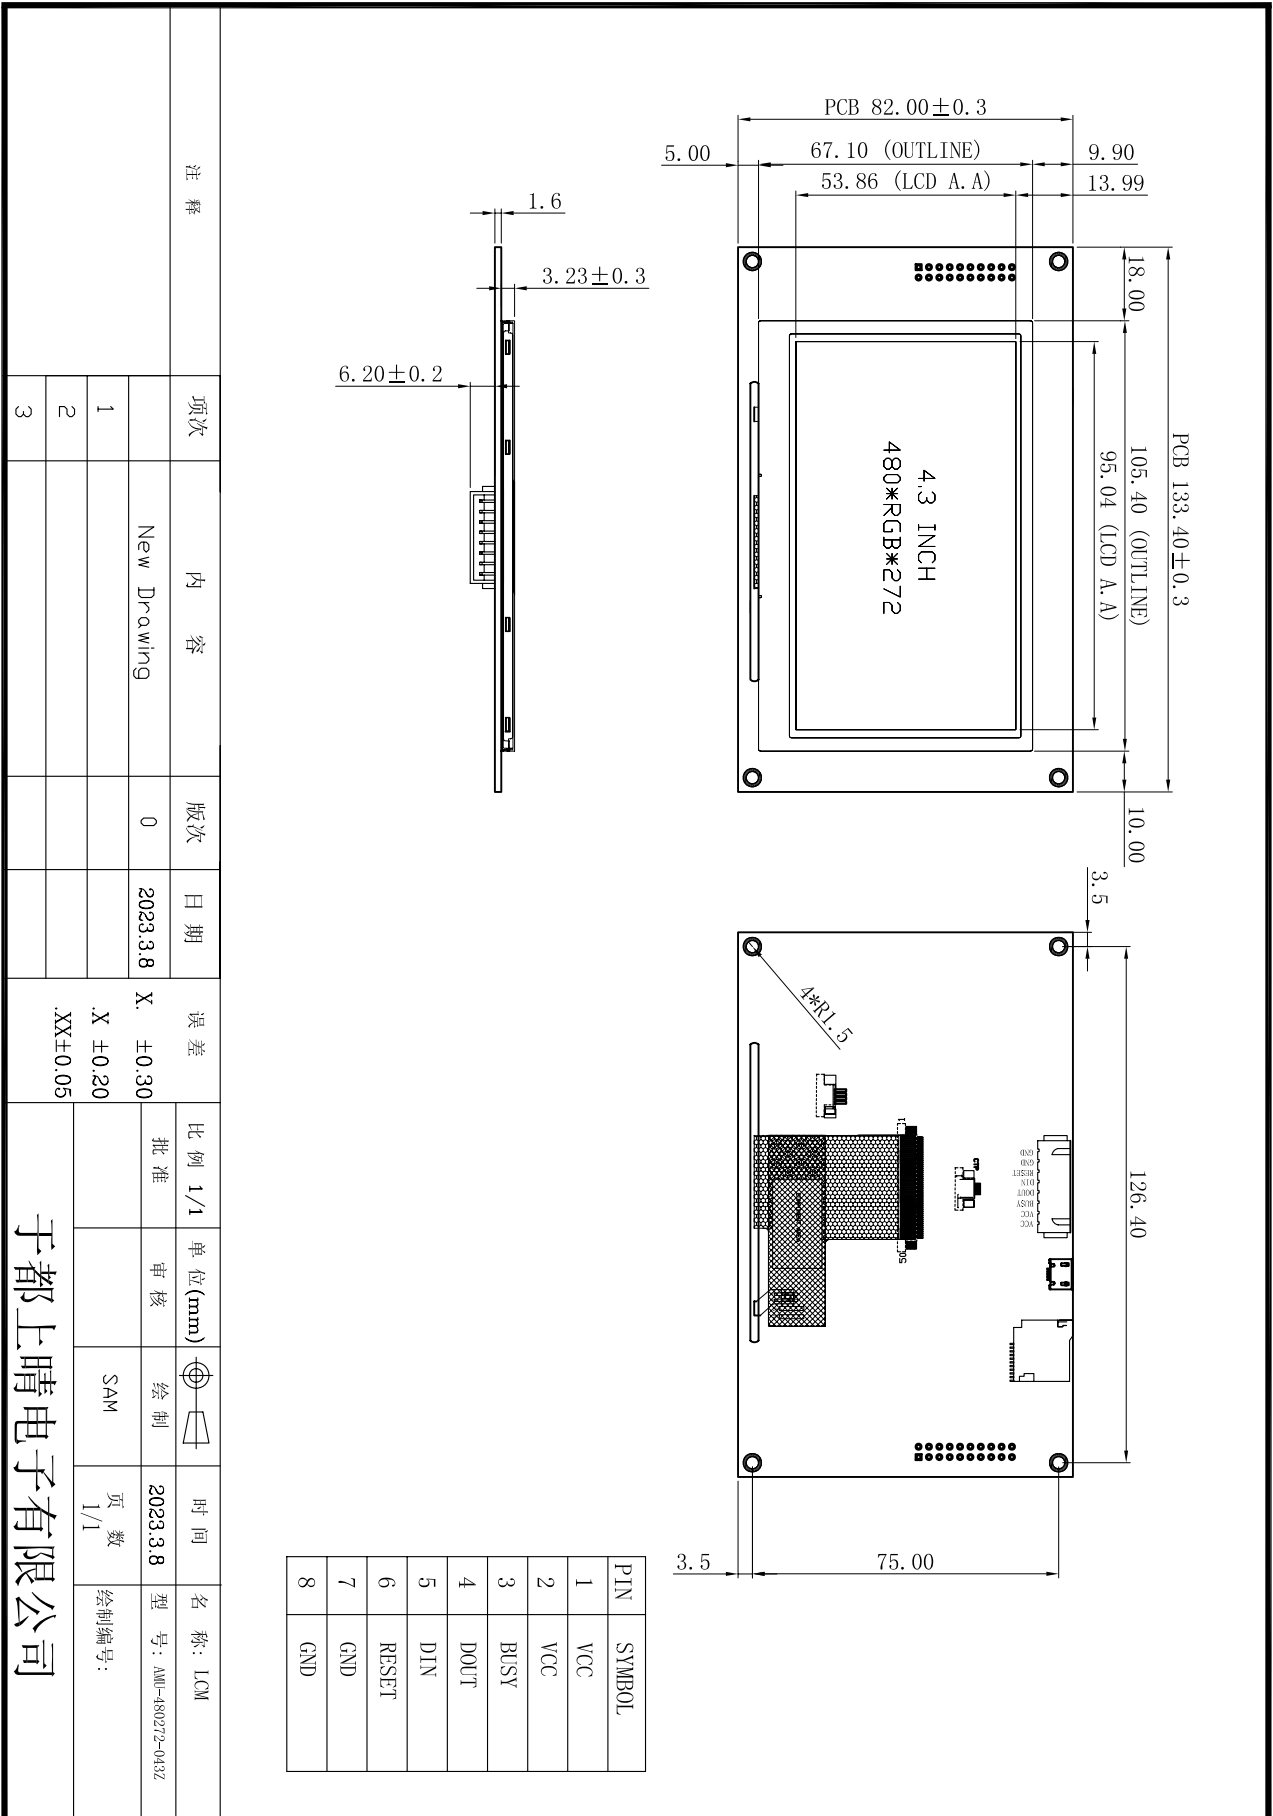 PCB 82.00±0.3
5.00
67.10 (OUTLINE)
9.90
53.86 (LCD A.A)
13.99
1.6
3.23±0.3
6.20±0.2
18.00
PCB 133.40±0.3
105.40 (OUTLINE)
95.04 (LCD A.A)
10.00
4.3 INCH
480*RGB*272
3.5
126.40
4*R1.5
1
50
CTP
GND
GND
RESET
DIN
DOUT
BUSY
VCC
VCC
3.5
75.00
PIN SYMBOL
1 VCC
2 VCC
3 BUSY
4 DOUT
5 DIN
6 RESET
7 GND
8 GND
注 释
项次 内 容 版次 日 期 误 差
New Drawing 0 2023.3.8
1
2
3
X. ±0.30
.X ±0.20
.XX±0.05
比 例 1/1 单 位(mm) 时 间 名 称: LCM
批 准 审 核 绘 制 2023.3.8 型 号: AMU-480272-043Z
SAM 页 数 绘制编号:
1/1
于都上晴电子有限公司